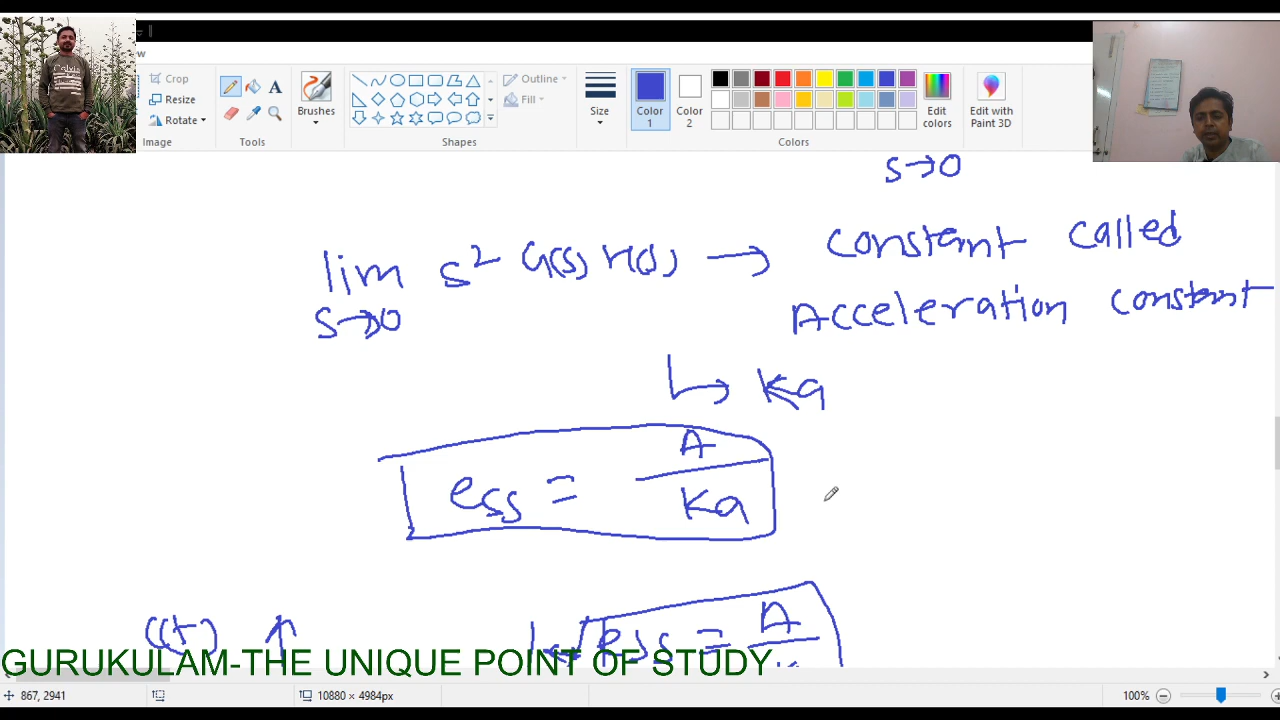 w
Crop
Resize
Rotate
Image
Tools
Brushes
Shapes
Outline
Fill
Size
Color 1
Color 2
Edit colors
Edit with Paint 3D
Colors
s→0
lim s² G(s) H(s) → constant called
s→0
Acceleration constant
↳ Ka
ess = A / Ka
c(t) ↑
ess = A
GURUKULAM-THE UNIQUE POINT OF STUDY
867, 2941
10880 × 4984px
100%